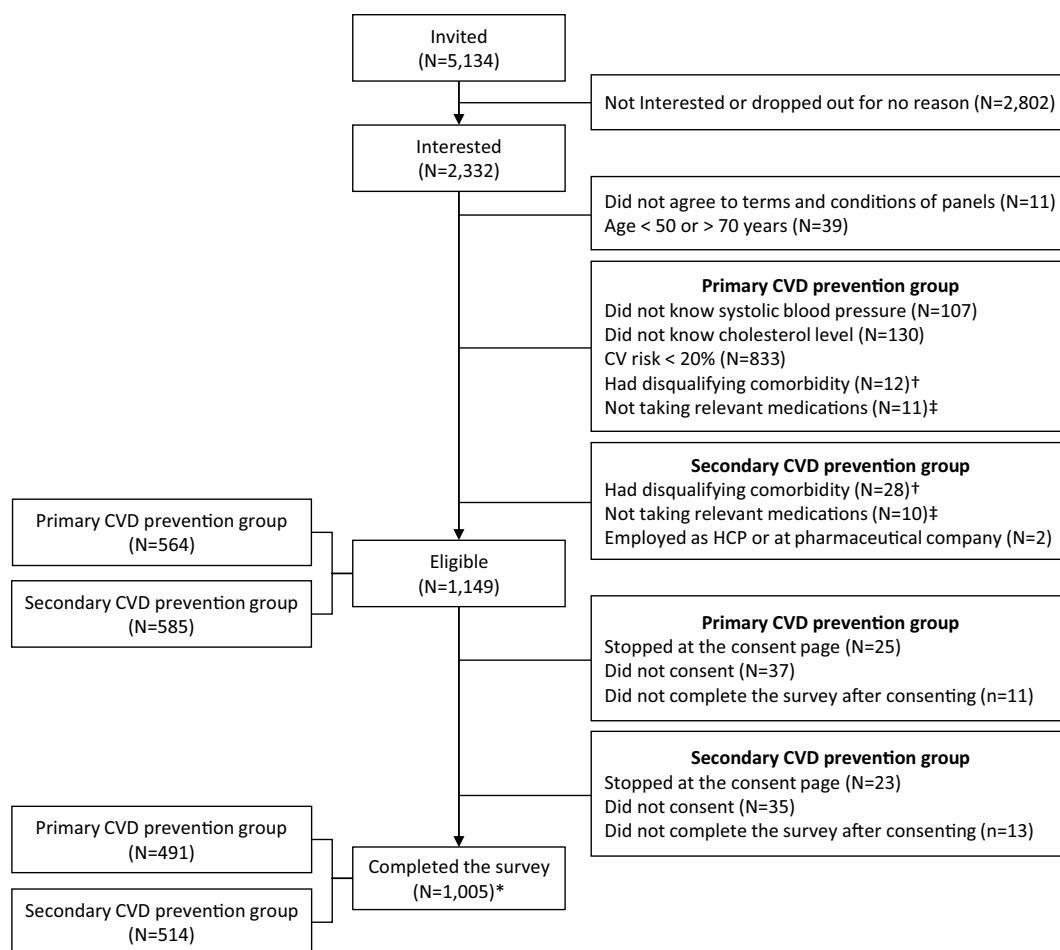 Invited
(N=5,134)
Not Interested or dropped out for no reason (N=2,802)
Interested
(N=2,332)
Did not agree to terms and conditions of panels (N=11)
Age < 50 or > 70 years (N=39)
Primary CVD prevention group
Did not know systolic blood pressure (N=107)
Did not know cholesterol level (N=130)
CV risk < 20% (N=833)
Had disqualifying comorbidity (N=12)†
Not taking relevant medications (N=11)‡
Secondary CVD prevention group
Had disqualifying comorbidity (N=28)†
Not taking relevant medications (N=10)‡
Employed as HCP or at pharmaceutical company (N=2)
Primary CVD prevention group
(N=564)
Secondary CVD prevention group
(N=585)
Eligible
(N=1,149)
Primary CVD prevention group
Stopped at the consent page (N=25)
Did not consent (N=37)
Did not complete the survey after consenting (n=11)
Secondary CVD prevention group
Stopped at the consent page (N=23)
Did not consent (N=35)
Did not complete the survey after consenting (n=13)
Primary CVD prevention group
(N=491)
Secondary CVD prevention group
(N=514)
Completed the survey
(N=1,005)*